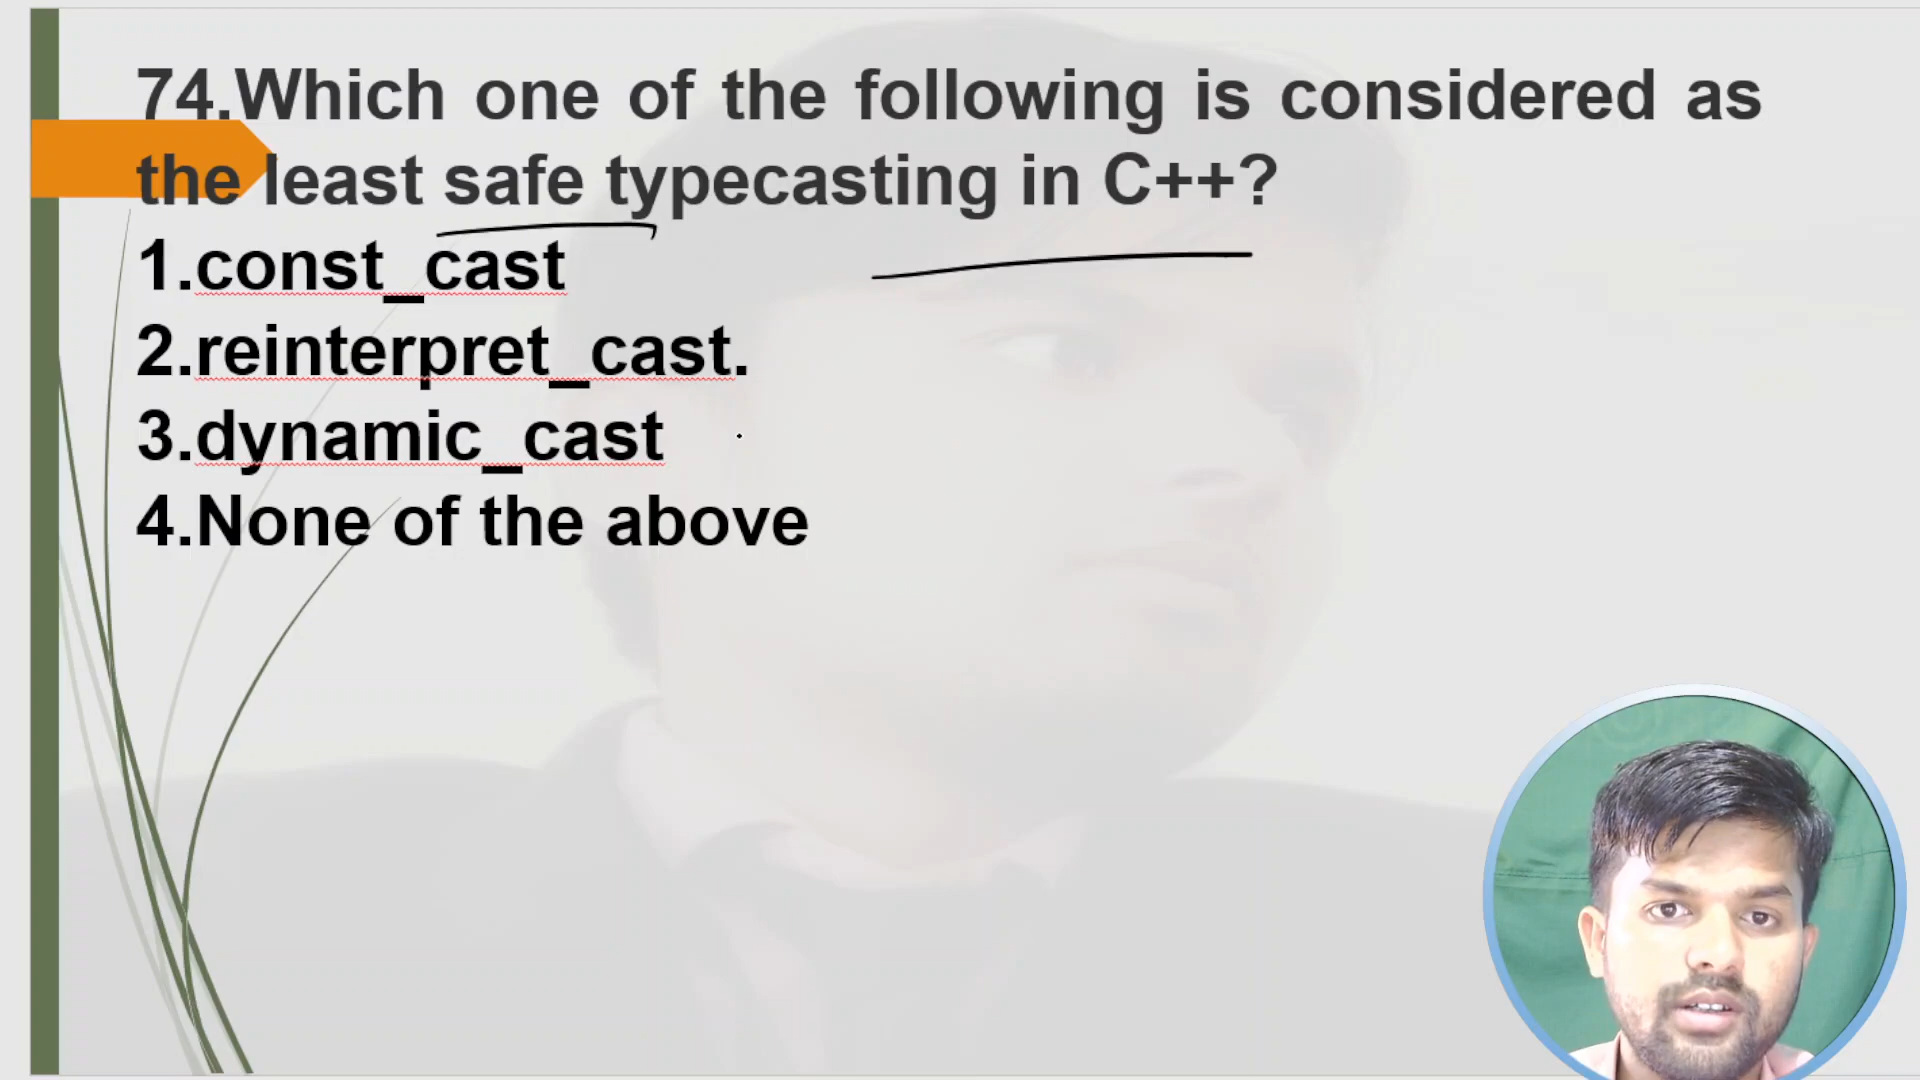 74.Which one of the following is considered as
the least safe typecasting in C++?
1.const_cast
2.reinterpret_cast.
3.dynamic_cast
4.None of the above